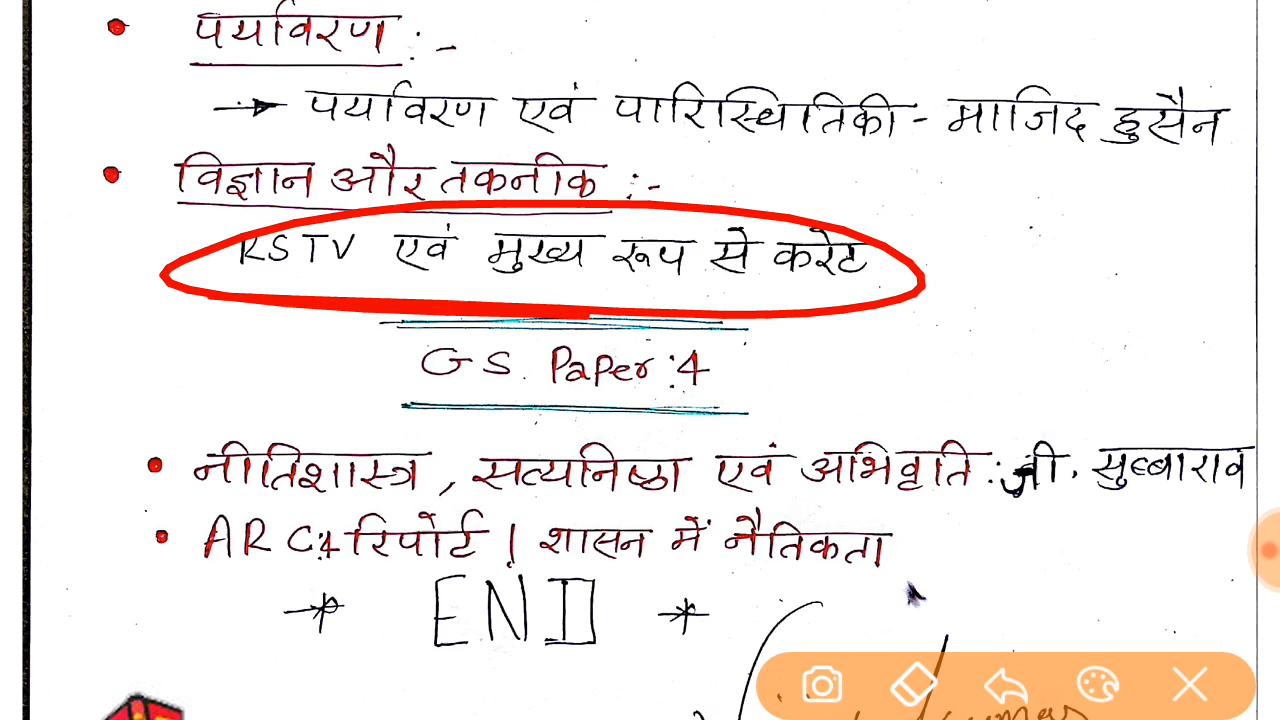 पर्यावरण :-
→ पर्यावरण एवं पारिस्थितिकी - माजिद हुसैन
विज्ञान और तकनीक :-
RSTV एवं मुख्य रूप से करेंट
GS. Paper : 4
नीतिशास्त्र, सत्यनिष्ठा एवं अभिवृति : जी. सुब्बाराव
ARC:4 रिपोर्ट / शासन में नैतिकता
* END *